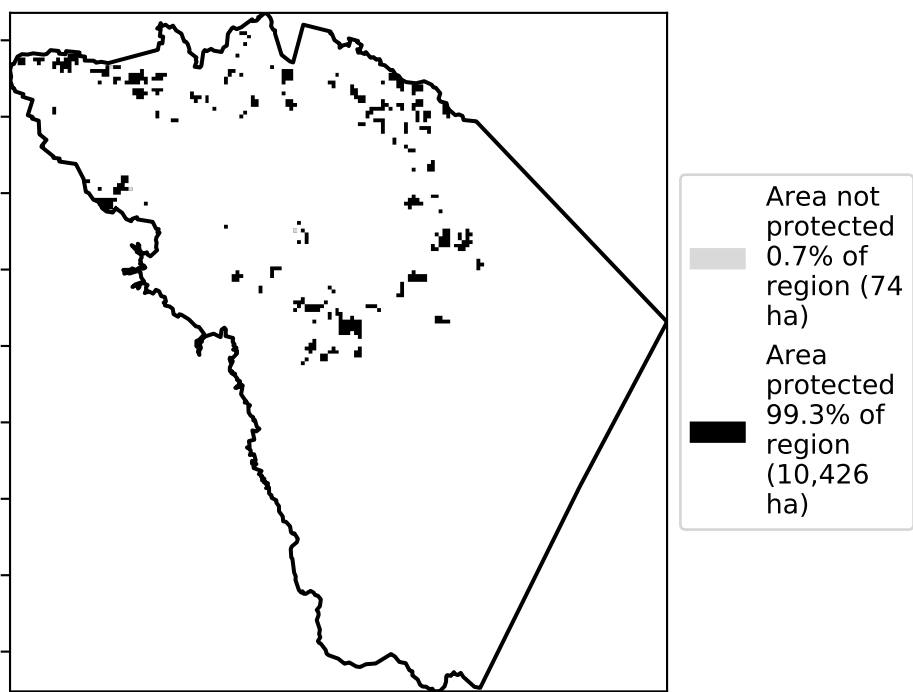 Area not
protected
0.7% of
region (74
ha)
Area
protected
99.3% of
region
(10,426
ha)